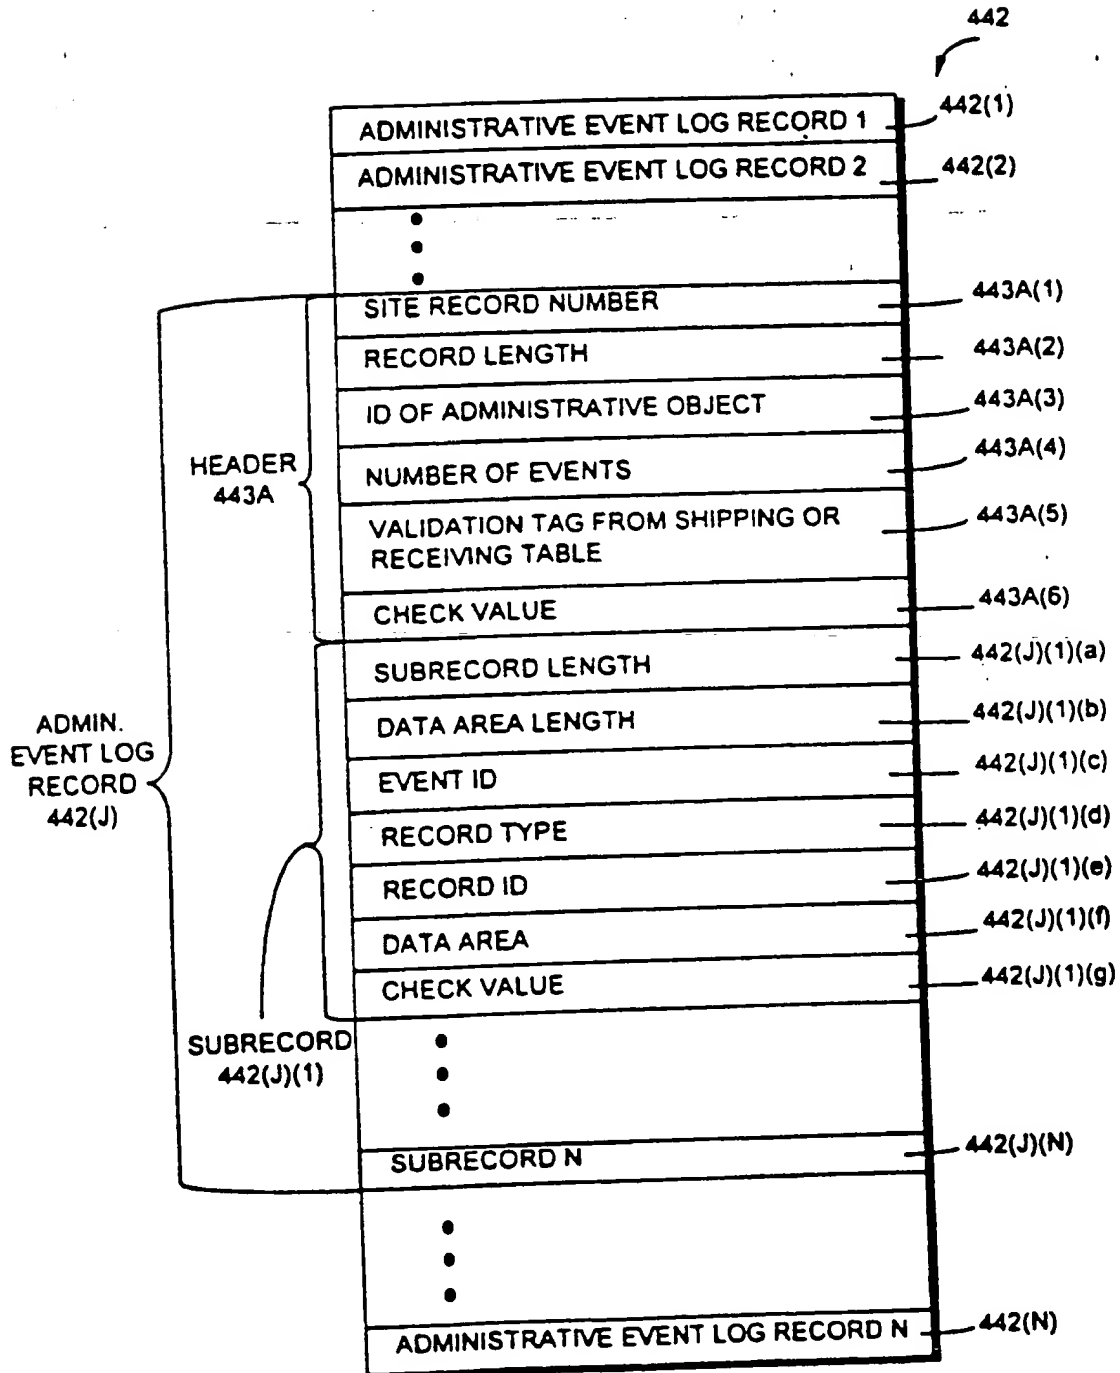 442
ADMINISTRATIVE EVENT LOG RECORD 1 442(1)
ADMINISTRATIVE EVENT LOG RECORD 2 442(2)
SITE RECORD NUMBER 443A(1)
RECORD LENGTH 443A(2)
ID OF ADMINISTRATIVE OBJECT 443A(3)
HEADER
443A
NUMBER OF EVENTS 443A(4)
VALIDATION TAG FROM SHIPPING OR
RECEIVING TABLE
443A(5)
CHECK VALUE 443A(6)
SUBRECORD LENGTH 442(J)(1)(a)
ADMIN.
EVENT LOG
RECORD
442(J)
DATA AREA LENGTH 442(J)(1)(b)
EVENT ID 442(J)(1)(c)
RECORD TYPE 442(J)(1)(d)
RECORD ID 442(J)(1)(e)
DATA AREA 442(J)(1)(f)
CHECK VALUE 442(J)(1)(g)
SUBRECORD
442(J)(1)
SUBRECORD N 442(J)(N)
ADMINISTRATIVE EVENT LOG RECORD N 442(N)